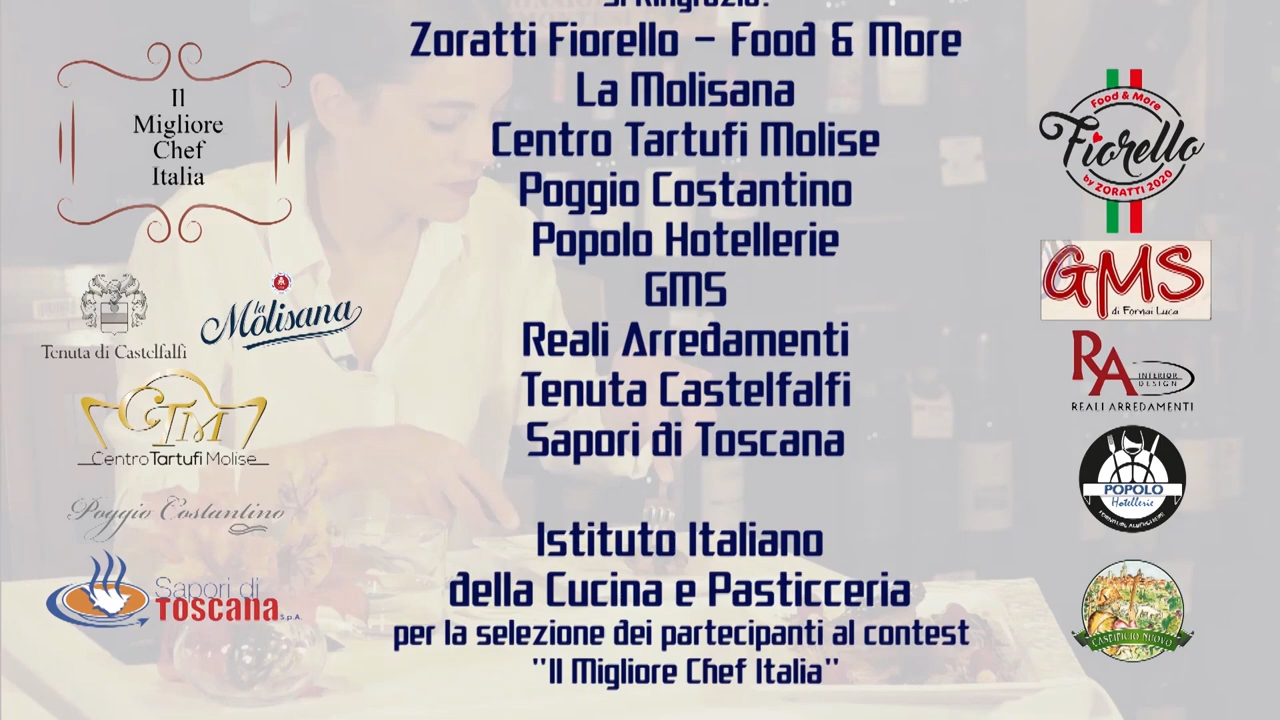 Si Ringrazia:
Zoratti Fiorello - Food & More
La Molisana
Centro Tartufi Molise
Poggio Costantino
Popolo Hotellerie
GMS
Reali Arredamenti
Tenuta Castelfalfi
Sapori di Toscana
Istituto Italiano
della Cucina e Pasticceria
per la selezione dei partecipanti al contest
"Il Migliore Chef Italia"
Il
Migliore
Chef
Italia
Tenuta di Castelfalfi
la Molisana
CTM
Centro Tartufi Molise
Poggio Costantino
Sapori di
Toscana S.p.A.
Food & More
Fiorello
by ZORATTI 2020
GMS
di Fornai Luca
RA
INTERIOR
DESIGN
REALI ARREDAMENTI
POPOLO
Hotellerie
CASEIFICIO NUOVO